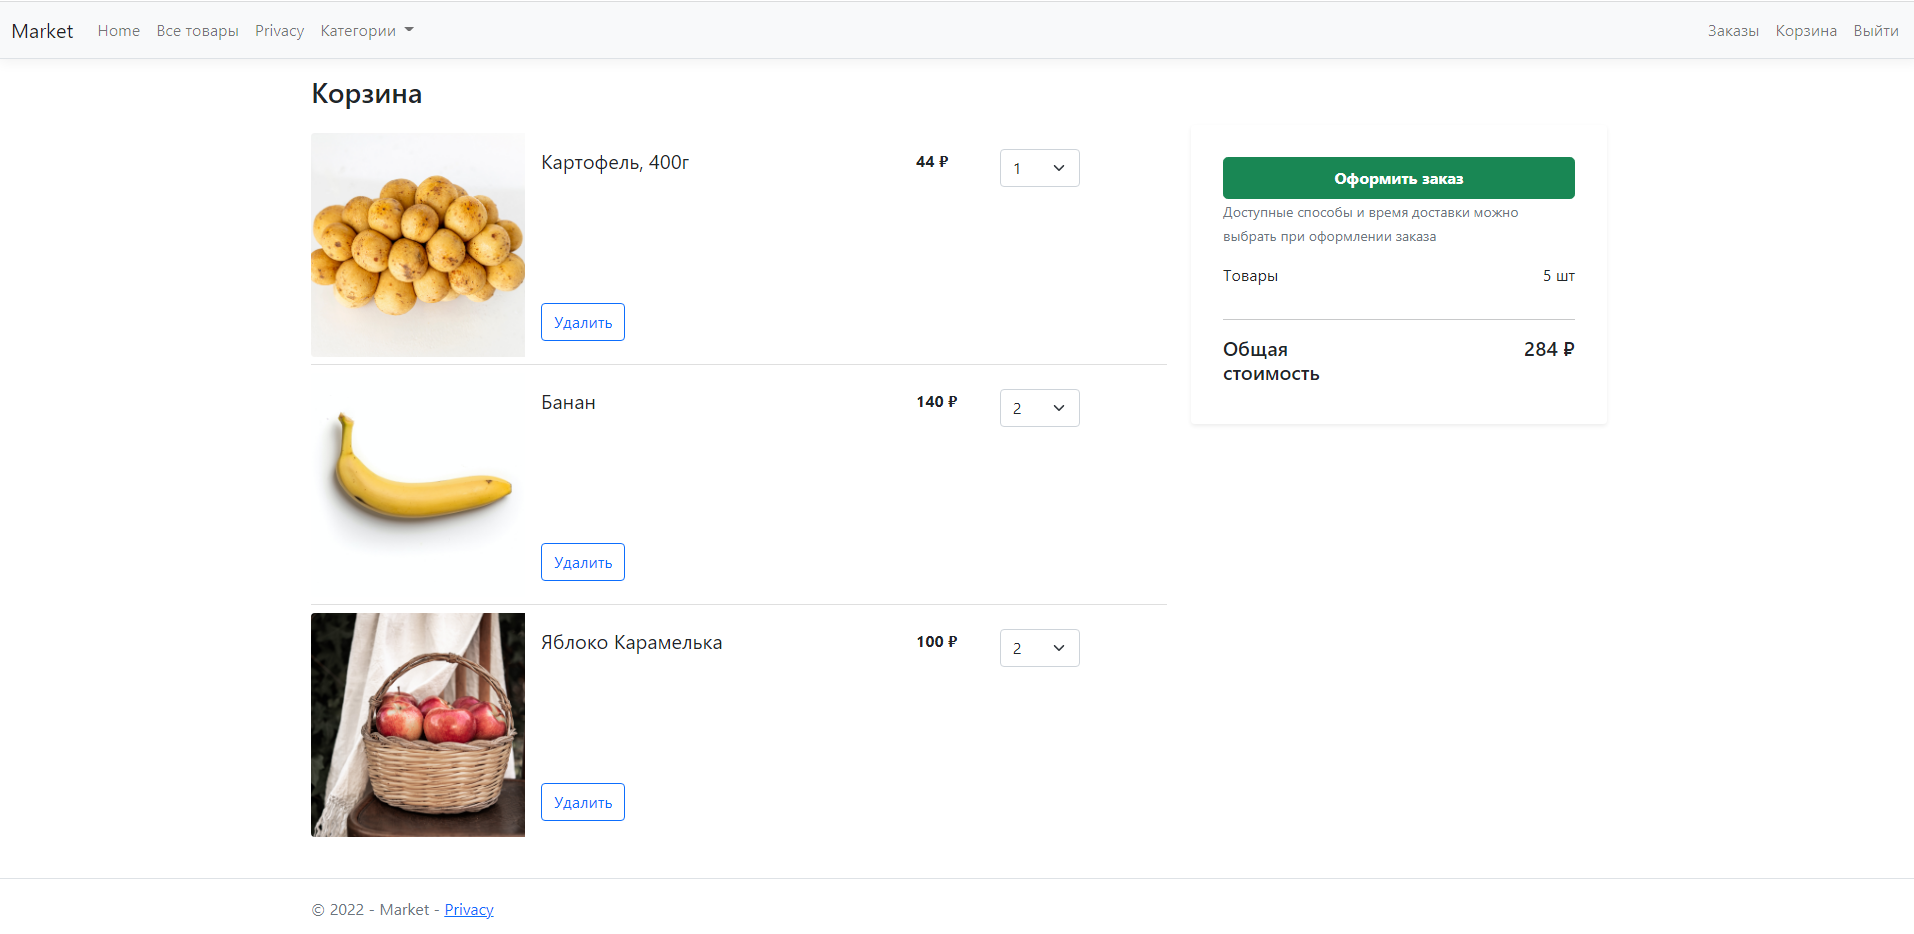 Market Home Все товары Privacy Категории Заказы Корзина Выйти
Корзина
Картофель, 400г 44 ₽ 1
Удалить
Банан 140 ₽ 2
Удалить
Яблоко Карамелька 100 ₽ 2
Удалить
Оформить заказ
Доступные способы и время доставки можно
выбрать при оформлении заказа
Товары 5 шт
Общая 284 ₽
стоимость
© 2022 - Market - Privacy